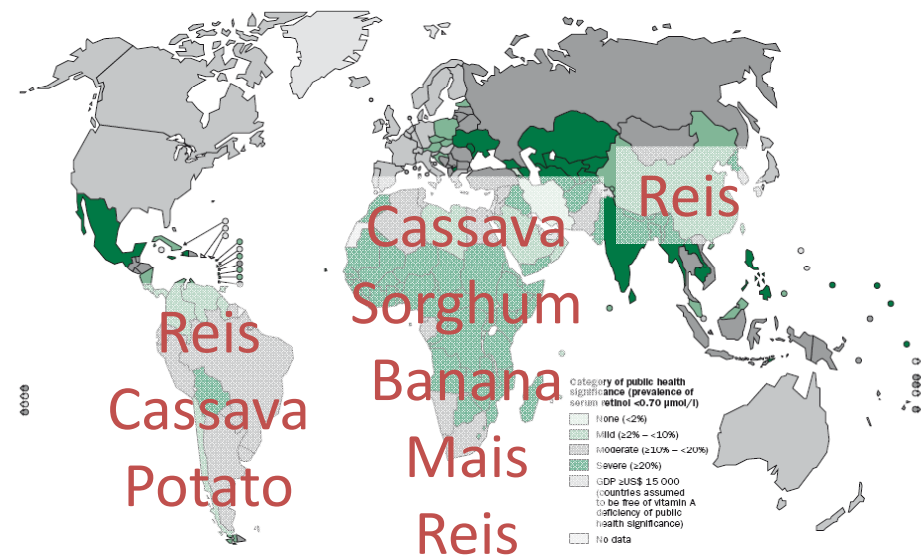 Reis
Cassava
Potato
Cassava
Sorghum
Banana
Mais
Reis
Reis
Category of public health
significance (prevalence of
serum retinol <0.70 µmol/l)
None (<2%)
Mild (≥2% – <10%)
Moderate (≥10% – <20%)
Severe (≥20%)
GDP ≥US$ 15 000
(countries assumed
to be free of vitamin A
deficiency of public
health significance)
No data